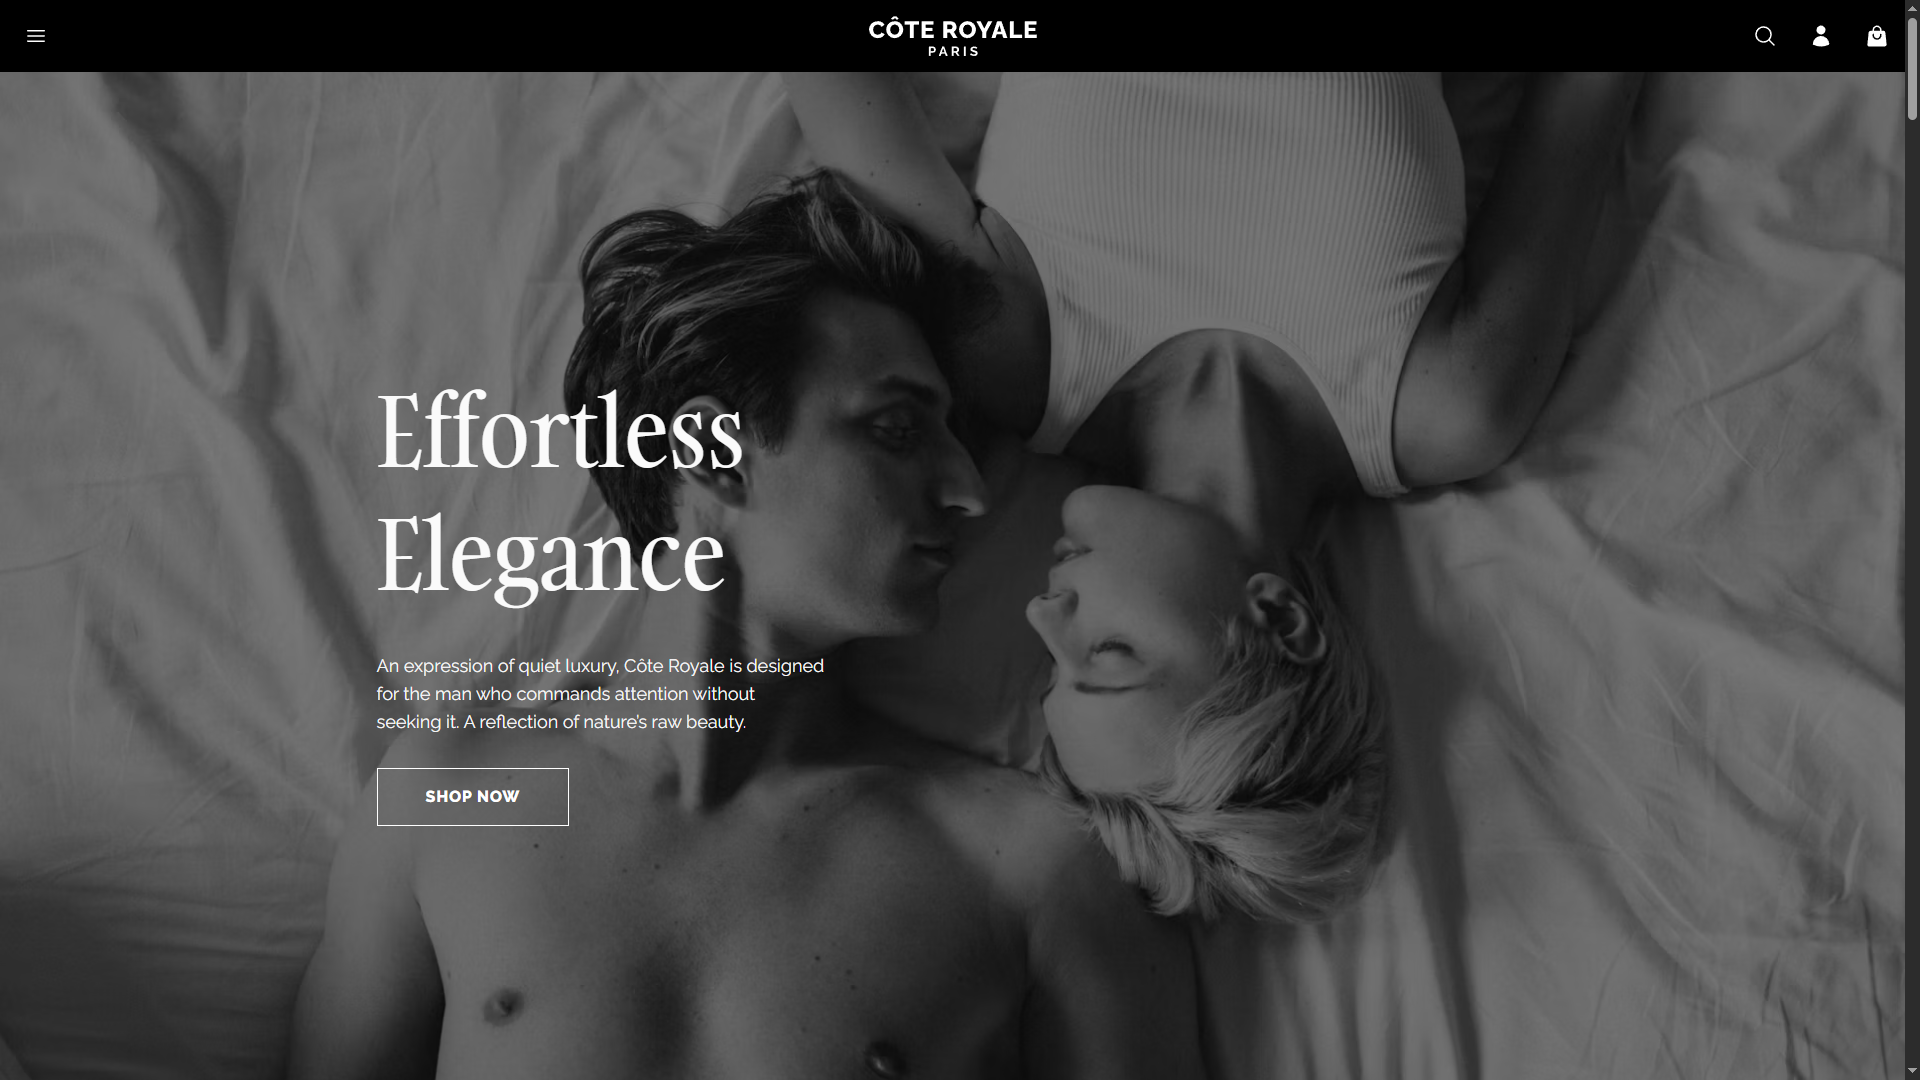 CÔTE ROYALE
PARIS
Effortless
Elegance
An expression of quiet luxury, Côte Royale is designed
for the man who commands attention without
seeking it. A reflection of nature's raw beauty.
SHOP NOW